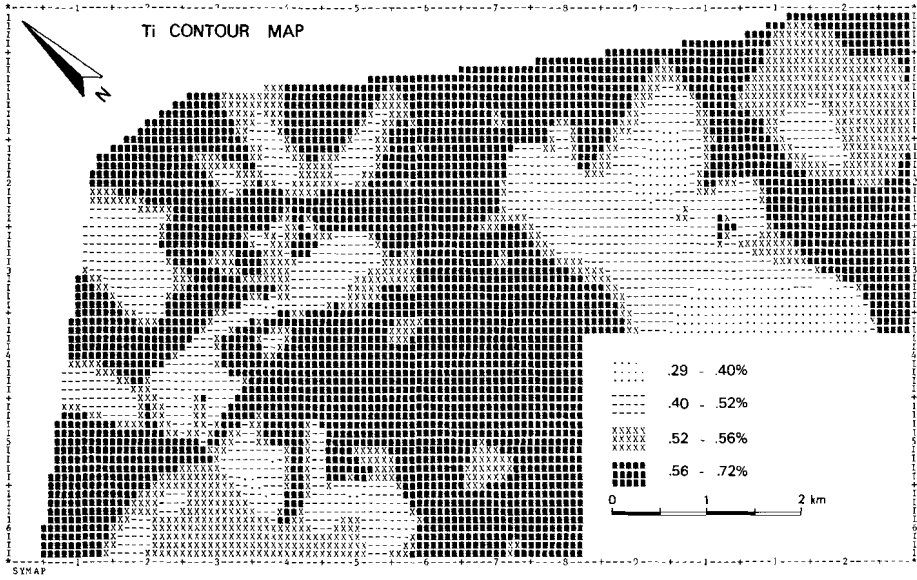 Ti CONTOUR MAP
N
.29 - .40%
.40 - .52%
.52 - .56%
.56 - .72%
0 1 2 km
SYMAP